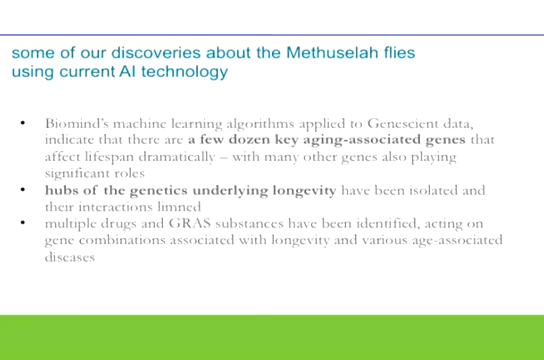 some of our discoveries about the Methuselah flies
using current AI technology
• Biomind's machine learning algorithms applied to Genescient data,
indicate that there are a few dozen key aging-associated genes that
affect lifespan dramatically – with many other genes also playing
significant roles
• hubs of the genetics underlying longevity have been isolated and
their interactions limned
• multiple drugs and GRAS substances have been identified, acting on
gene combinations associated with longevity and various age-associated
diseases